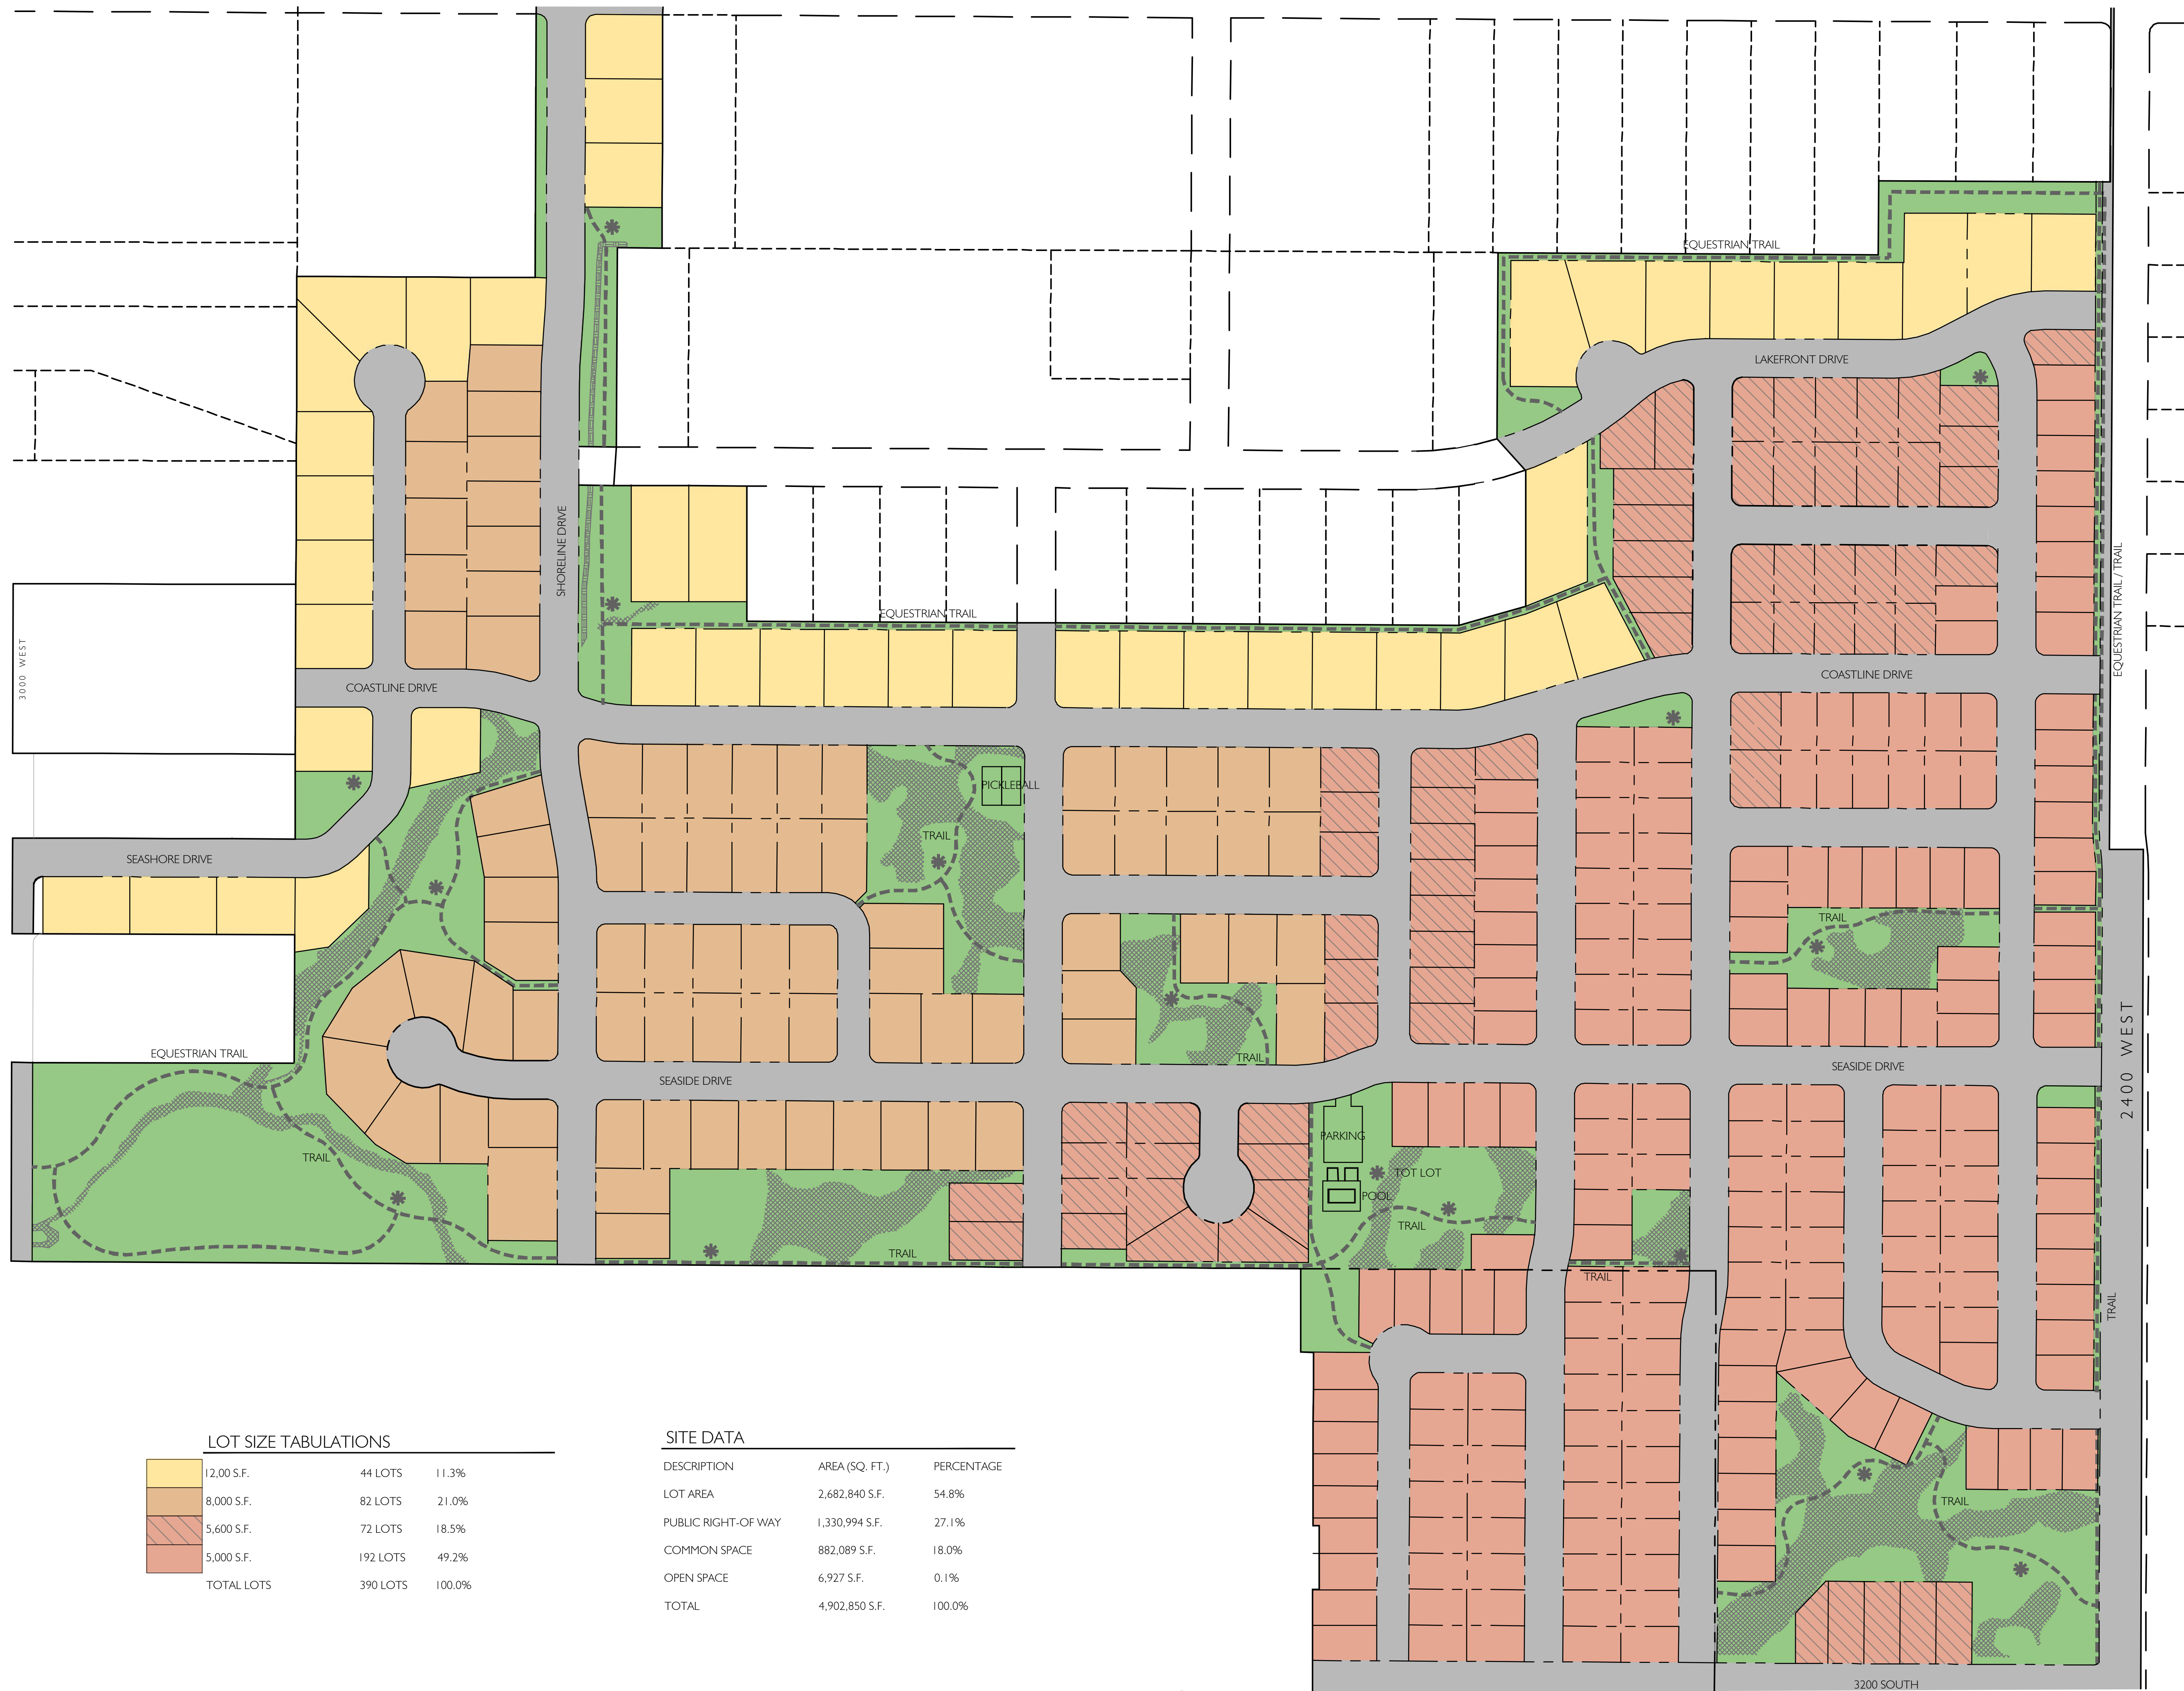 EQUESTRIAN TRAIL
LAKEFRONT DRIVE
SHORELINE DRIVE
EQUESTRIAN TRAIL
EQUESTRIAN TRAIL / TRAIL
3000 WEST
COASTLINE DRIVE
COASTLINE DRIVE
PICKLEBALL
TRAIL
SEASHORE DRIVE
TRAIL
EQUESTRIAN TRAIL
TRAIL
SEASIDE DRIVE
SEASIDE DRIVE
2400 WEST
PARKING
TRAIL
TOT LOT
POOL
TRAIL
TRAIL
TRAIL
TRAIL
TRAIL
3200 SOUTH
LOT SIZE TABULATIONS
12,00 S.F. 44 LOTS 11.3%
8,000 S.F. 82 LOTS 21.0%
5,600 S.F. 72 LOTS 18.5%
5,000 S.F. 192 LOTS 49.2%
TOTAL LOTS 390 LOTS 100.0%
SITE DATA
DESCRIPTION AREA (SQ. FT.) PERCENTAGE
LOT AREA 2,682,840 S.F. 54.8%
PUBLIC RIGHT-OF WAY 1,330,994 S.F. 27.1%
COMMON SPACE 882,089 S.F. 18.0%
OPEN SPACE 6,927 S.F. 0.1%
TOTAL 4,902,850 S.F. 100.0%